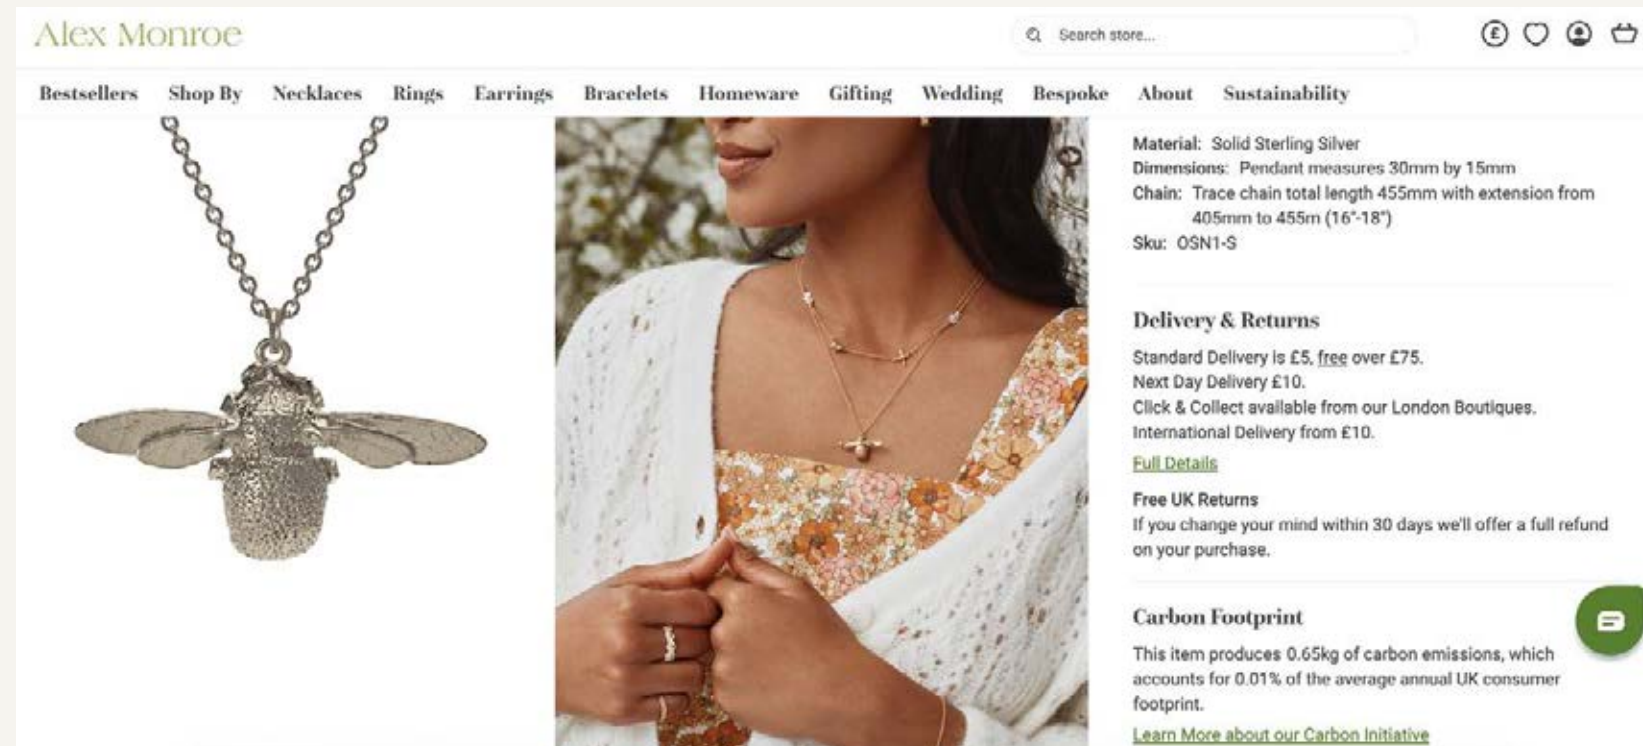 Alex Monroe
Search store...
Bestsellers Shop By Necklaces Rings Earrings Bracelets Homeware Gifting Wedding Bespoke About Sustainability
Material: Solid Sterling Silver
Dimensions: Pendant measures 30mm by 15mm
Chain: Trace chain total length 455mm with extension from
405mm to 455m (16"-18")
Sku: OSN1-S
Delivery & Returns
Standard Delivery is £5, free over £75.
Next Day Delivery £10.
Click & Collect available from our London Boutiques.
International Delivery from £10.
Full Details
Free UK Returns
If you change your mind within 30 days we'll offer a full refund
on your purchase.
Carbon Footprint
This item produces 0.65kg of carbon emissions, which
accounts for 0.01% of the average annual UK consumer
footprint.
Learn More about our Carbon Initiative